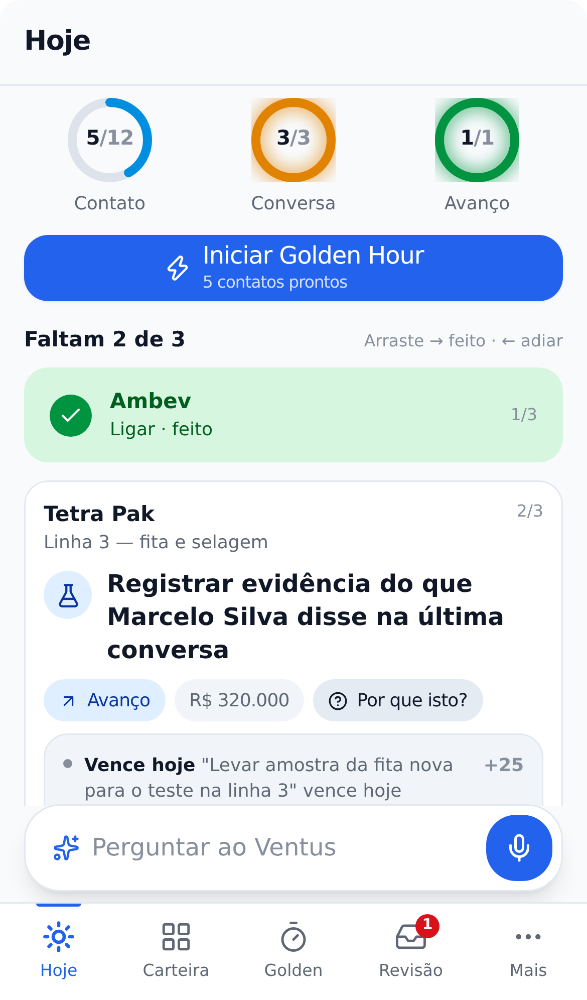 Hoje
5/12
3/3
1/1
Contato
Conversa
Avanço
Iniciar Golden Hour
5 contatos prontos
Faltam 2 de 3
Arraste → feito · ← adiar
Ambev
Ligar · feito
1/3
Tetra Pak
2/3
Linha 3 — fita e selagem
Registrar evidência do que
Marcelo Silva disse na última
conversa
Avanço
R$ 320.000
Por que isto?
Vence hoje "Levar amostra da fita nova
+25
para o teste na linha 3" vence hoje
Perguntar ao Ventus
1
Hoje
Carteira
Golden
Revisão
Mais